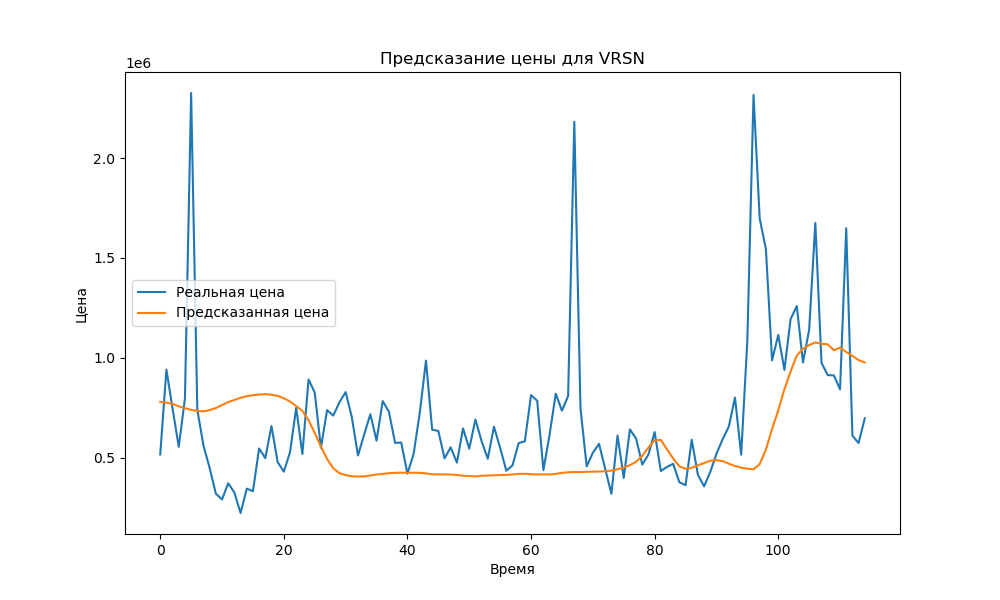 Предсказание цены для VRSN
1e6
2.0
1.5
1.0
0.5
Цена
Реальная цена
Предсказанная цена
0 20 40 60 80 100
Время